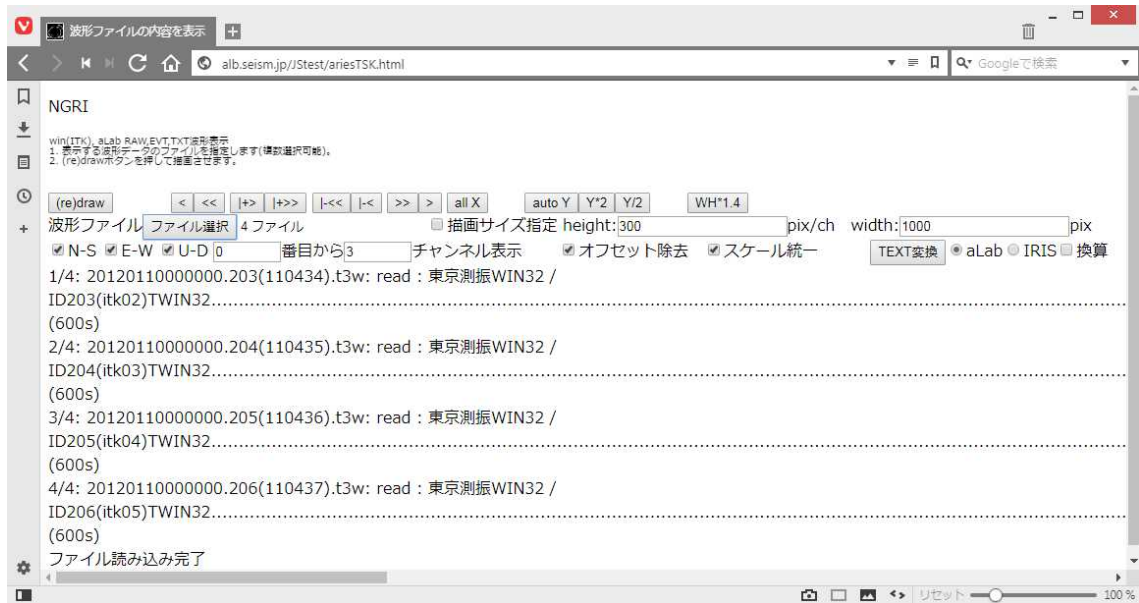 波形ファイルの内容を表示
alb.seism.jp/JStest/ariesTSK.html
Googleで検索
NGRI
win(ITK), aLab RAW,EVT,TXT波形表示
1. 表示する波形データのファイルを指定します(複数選択可能)。
2. (re)drawボタンを押して描画させます。
(re)draw < << |+> |+>> |-<< |-< >> > all X auto Y Y*2 Y/2 WH*1.4
波形ファイル ファイル選択 4 ファイル 描画サイズ指定 height: 300 pix/ch width: 1000 pix
N-S E-W U-D 0 番目から 3 チャンネル表示 オフセット除去 スケール統一 TEXT変換 aLab IRIS 換算
1/4: 20120110000000.203(110434).t3w: read : 東京測振WIN32 /
ID203(itk02)TWIN32................................................................
(600s)
2/4: 20120110000000.204(110435).t3w: read : 東京測振WIN32 /
ID204(itk03)TWIN32................................................................
(600s)
3/4: 20120110000000.205(110436).t3w: read : 東京測振WIN32 /
ID205(itk04)TWIN32................................................................
(600s)
4/4: 20120110000000.206(110437).t3w: read : 東京測振WIN32 /
ID206(itk05)TWIN32................................................................
(600s)
ファイル読み込み完了
リセット 100 %